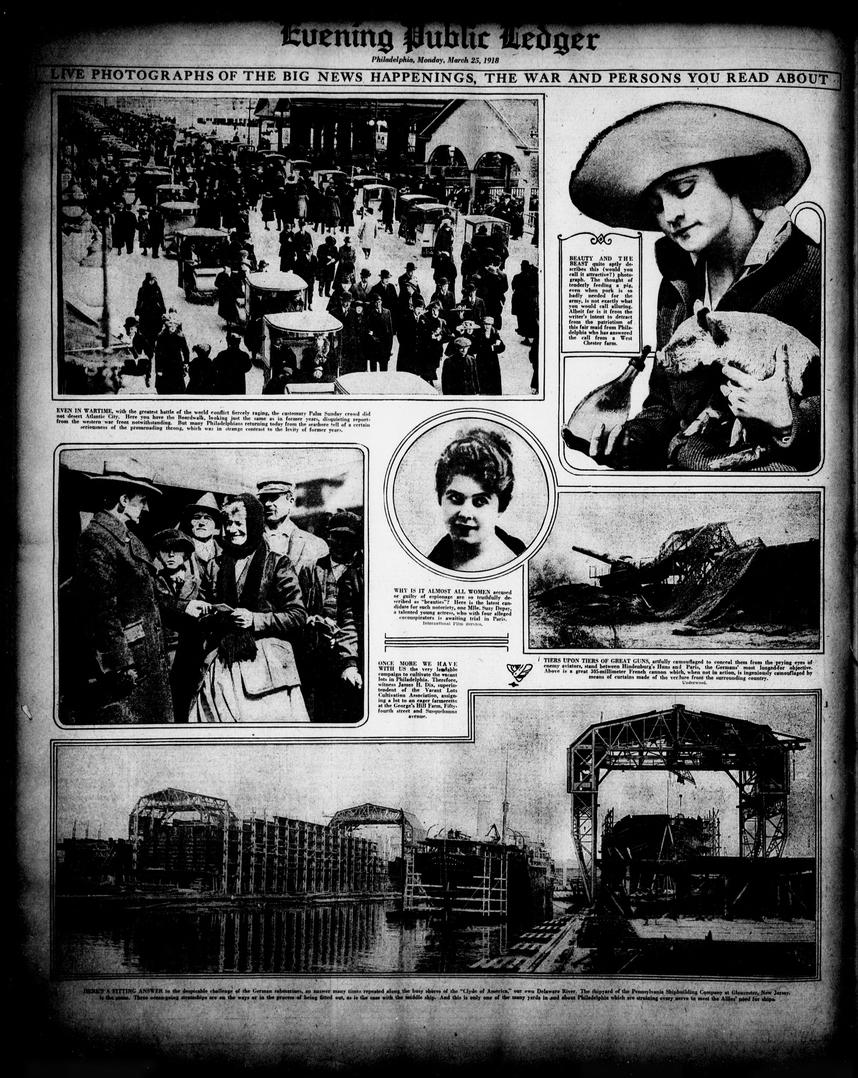 Evening Public Ledger
Philadelphia, Monday, March 25, 1918
LIVE PHOTOGRAPHS OF THE BIG NEWS HAPPENINGS, THE WAR AND PERSONS YOU READ ABOUT
BEAUTY AND THE
BEAST quite aptly de-
scribes this (would you
call it attractive?) photo-
graph. The thought of
tenderly feeding a pig,
even when pork is so
badly needed for the
army, is not exactly what
you would call alluring.
Albeit far is it from the
writer's intent to detract
from the patriotism of
this fair maid from Phila-
delphia who has answered
the call from a West
Chester farm.
EVEN IN WARTIME, with the greatest battle of the world conflict fiercely raging, the customary Palm Sunday crowd did
not desert Atlantic City. Here you have the Boardwalk, looking just the same as in former years, disquieting report
from the western war front notwithstanding. But many Philadelphians returning today from the seashore tell of a certain
seriousness of the promenading throng, which was in strange contrast to the levity of former years.
WHY IS IT ALMOST ALL WOMEN accused
or guilty of espionage are so truthfully de-
scribed as "beauties"? Here is the latest can-
didate for such notoriety, one Mlle. Suzy Depsy,
a talented young actress, who with four alleged
coconspirators is awaiting trial in Paris.
International Film Service.
ONCE MORE WE HAVE
WITH US the very laudable
campaign to cultivate the vacant
lots in Philadelphia. Therefore,
witness James H. Dix, superin-
tendent of the Vacant Lots
Cultivation Association, assign-
ing a lot to an eager farmerette
at the George's Hill Farm, Fifty-
fourth street and Susquehanna
avenue.
TIERS UPON TIERS OF GREAT GUNS, artfully camouflaged to conceal them from the prying eyes of
enemy aviators, stand between Hindenburg's Huns and Paris, the Germans' most longed-for objective.
Above is a great 305-millimeter French cannon which, when not in action, is ingeniously camouflaged by
means of curtains made of the verdure from the surrounding country.
Underwood.
HERE'S A FITTING ANSWER to the despicable challenge of the German submarines, an answer many times repeated along the busy shores of the "Clyde of America," our own Delaware River. The shipyard of the Pennsylvania Shipbuilding Company at Gloucester, New Jersey,
is the scene. Three ocean-going steamships are on the ways or in the process of being fitted out, as is the case with the middle ship. And this is only one of the many yards in and about Philadelphia which are straining every nerve to meet the Allies' need for ships.